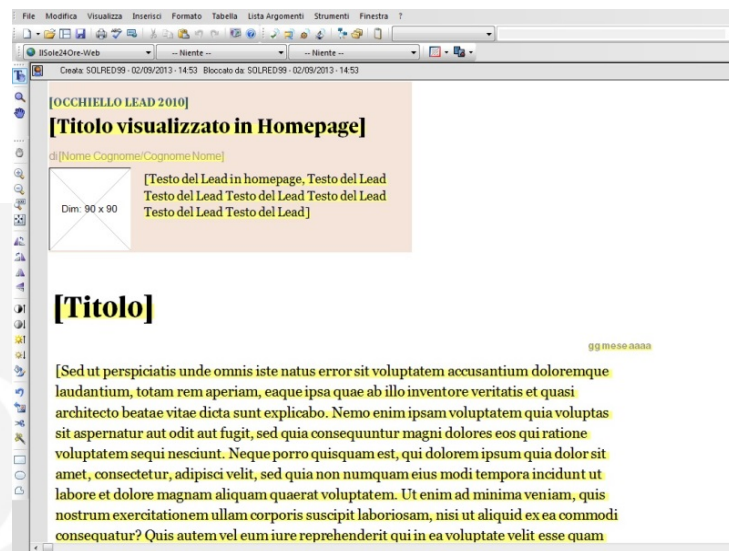 File Modifica Visualizza Inserisci Formato Tabella Lista Argomenti Strumenti Finestra ?
IlSole24Ore-Web -- Niente -- -- Niente --
Creata: SOLRED99 - 02/09/2013 - 14:53 Bloccato da: SOLRED99 - 02/09/2013 - 14:53
[OCCHIELLO LEAD 2010]
[Titolo visualizzato in Homepage]
di[Nome Cognome/Cognome Nome]
Dim: 90 x 90
[Testo del Lead in homepage, Testo del Lead
Testo del Lead Testo del Lead Testo del Lead
Testo del Lead Testo del Lead]
[Titolo]
gg mese aaaa
[Sed ut perspiciatis unde omnis iste natus error sit voluptatem accusantium doloremque
laudantium, totam rem aperiam, eaque ipsa quae ab illo inventore veritatis et quasi
architecto beatae vitae dicta sunt explicabo. Nemo enim ipsam voluptatem quia voluptas
sit aspernatur aut odit aut fugit, sed quia consequuntur magni dolores eos qui ratione
voluptatem sequi nesciunt. Neque porro quisquam est, qui dolorem ipsum quia dolor sit
amet, consectetur, adipisci velit, sed quia non numquam eius modi tempora incidunt ut
labore et dolore magnam aliquam quaerat voluptatem. Ut enim ad minima veniam, quis
nostrum exercitationem ullam corporis suscipit laboriosam, nisi ut aliquid ex ea commodi
consequatur? Quis autem vel eum iure reprehenderit qui in ea voluptate velit esse quam